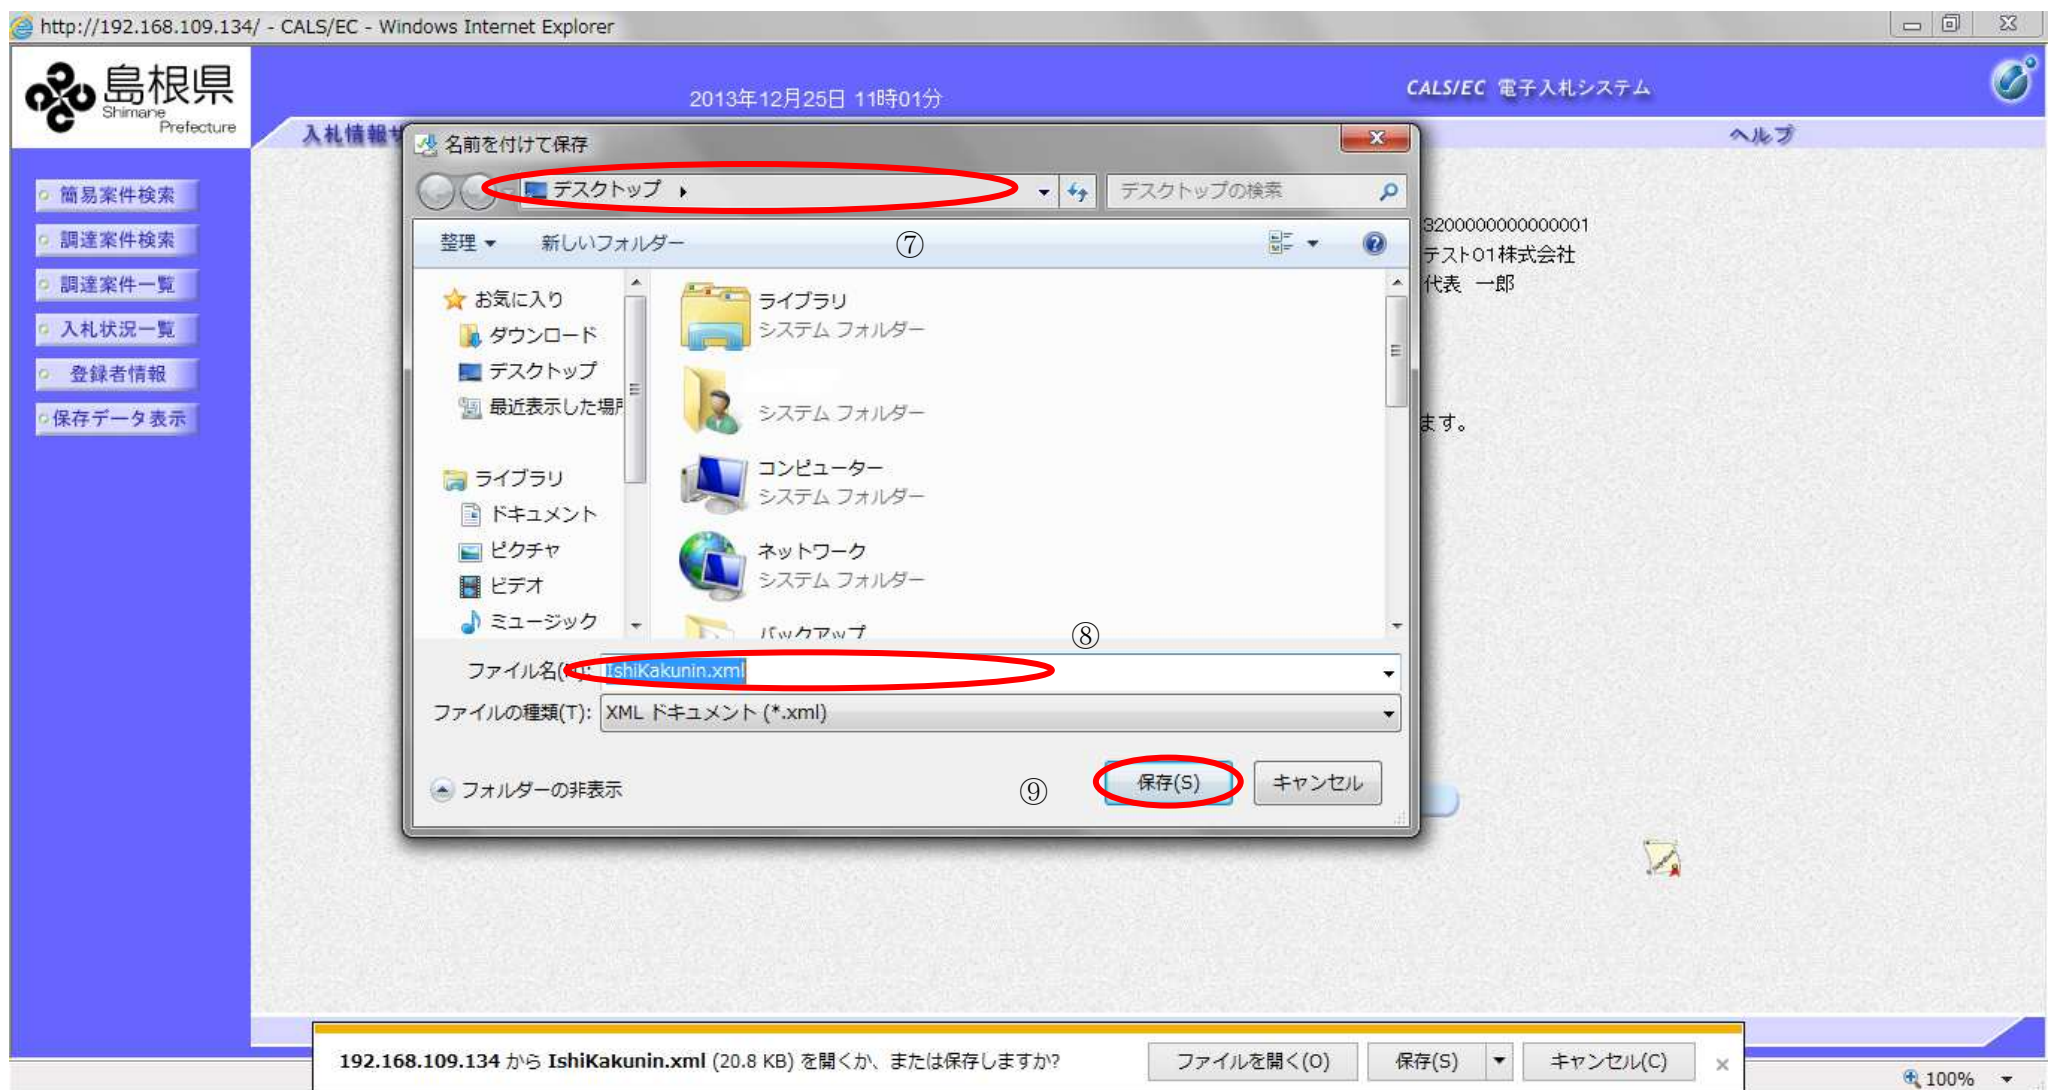 http://192.168.109.134/ - CALS/EC - Windows Internet Explorer
島根県
Shimane
Prefecture
2013年12月25日 11時01分
CALS/EC 電子入札システム
入札情報サ
ヘルプ
簡易案件検索
調達案件検索
調達案件一覧
入札状況一覧
登録者情報
保存データ表示
名前を付けて保存
デスクトップ
デスクトップの検索
整理
新しいフォルダー
⑦
お気に入り
ダウンロード
デスクトップ
最近表示した場所
ライブラリ
ドキュメント
ピクチャ
ビデオ
ミュージック
ライブラリ
システム フォルダー
システム フォルダー
コンピューター
システム フォルダー
ネットワーク
システム フォルダー
バックアップ
⑧
ファイル名(N): IshiKakunin.xml
ファイルの種類(T): XML ドキュメント (*.xml)
フォルダーの非表示
⑨
保存(S)
キャンセル
3200000000000001
テスト01株式会社
代表 一郎
ます。
192.168.109.134 から IshiKakunin.xml (20.8 KB) を開くか、または保存しますか?
ファイルを開く(O)
保存(S)
キャンセル(C)
100%